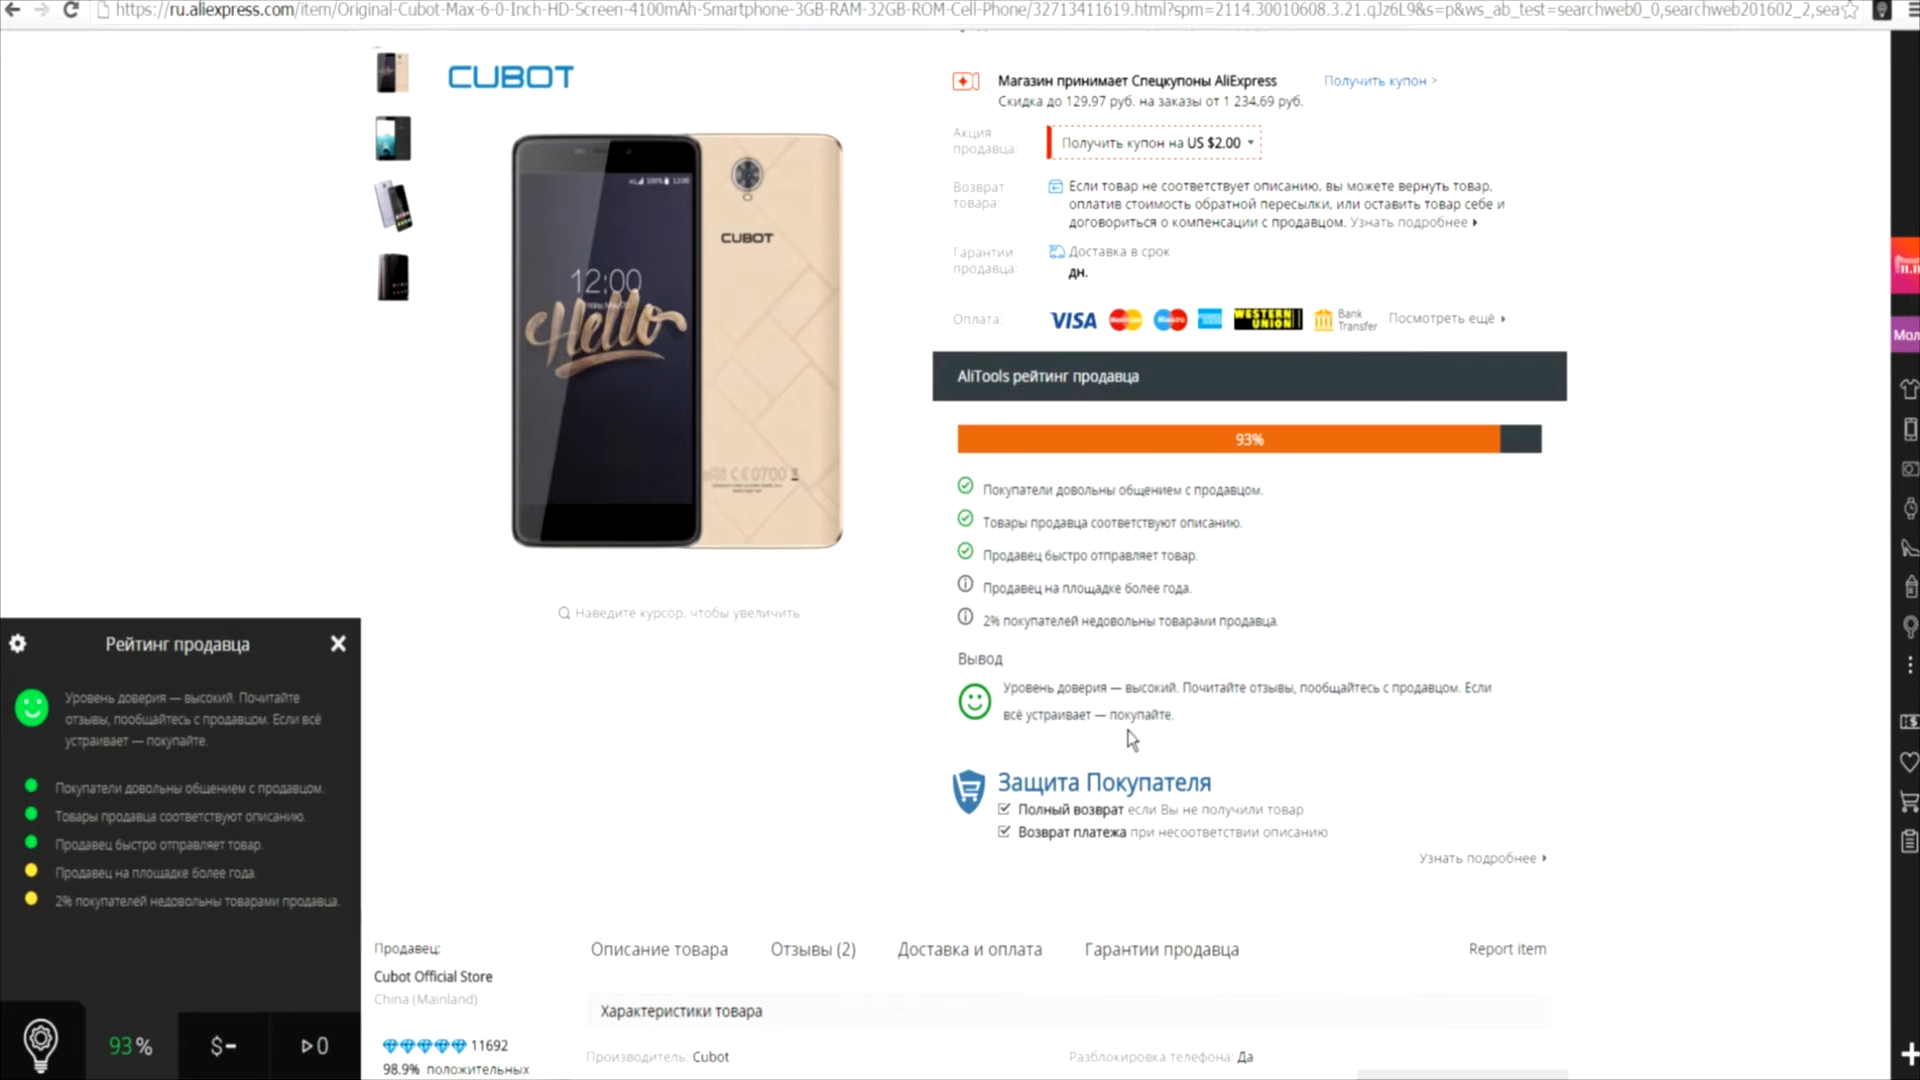 https://ru.aliexpress.com/item/Original-Cubot-Max-6-0-Inch-HD-Screen-4100mAh-Smartphone-3GB-RAM-32GB-ROM-Cell-Phone/32713411619.html?spm=2114.30010608.3.21.qJz6L9&s=p&ws_ab_test=searchweb0_0,searchweb201602_2,sea
CUBOT
Магазин принимает Спецкупоны AliExpress
Получить купон >
Скидка до 129.97 руб. на заказы от 1 234.69 руб.
Акция
продавца:
Получить купон на US $2.00
Возврат
товара:
Если товар не соответствует описанию, вы можете вернуть товар,
оплатив стоимость обратной пересылки, или оставить товар себе и
договориться о компенсации с продавцом. Узнать подробнее
Гарантии
продавца:
Доставка в срок
дн.
Оплата:
VISA
MasterCard
Maestro
WESTERN
UNION
Bank
Transfer
Посмотреть ещё
100% 12:00
12:00
Hello
CUBOT
CE0700
Наведите курсор, чтобы увеличить
AliTools рейтинг продавца
93%
Покупатели довольны общением с продавцом.
Товары продавца соответствуют описанию.
Продавец быстро отправляет товар.
Продавец на площадке более года.
2% покупателей недовольны товарами продавца.
Вывод
Уровень доверия — высокий. Почитайте отзывы, пообщайтесь с продавцом. Если
всё устраивает — покупайте.
Защита Покупателя
Полный возврат если Вы не получили товар
Возврат платежа при несоответствии описанию
Узнать подробнее
11.11
Мол
Рейтинг продавца
Уровень доверия — высокий. Почитайте
отзывы, пообщайтесь с продавцом. Если всё
устраивает — покупайте.
Покупатели довольны общением с продавцом.
Товары продавца соответствуют описанию.
Продавец быстро отправляет товар.
Продавец на площадке более года.
2% покупателей недовольны товарами продавца.
93%
$-
0
Продавец:
Cubot Official Store
China (Mainland)
11692
98.9% положительных
Описание товара
Отзывы (2)
Доставка и оплата
Гарантии продавца
Report item
Характеристики товара
Производитель: Cubot
Разблокировка телефона: Да